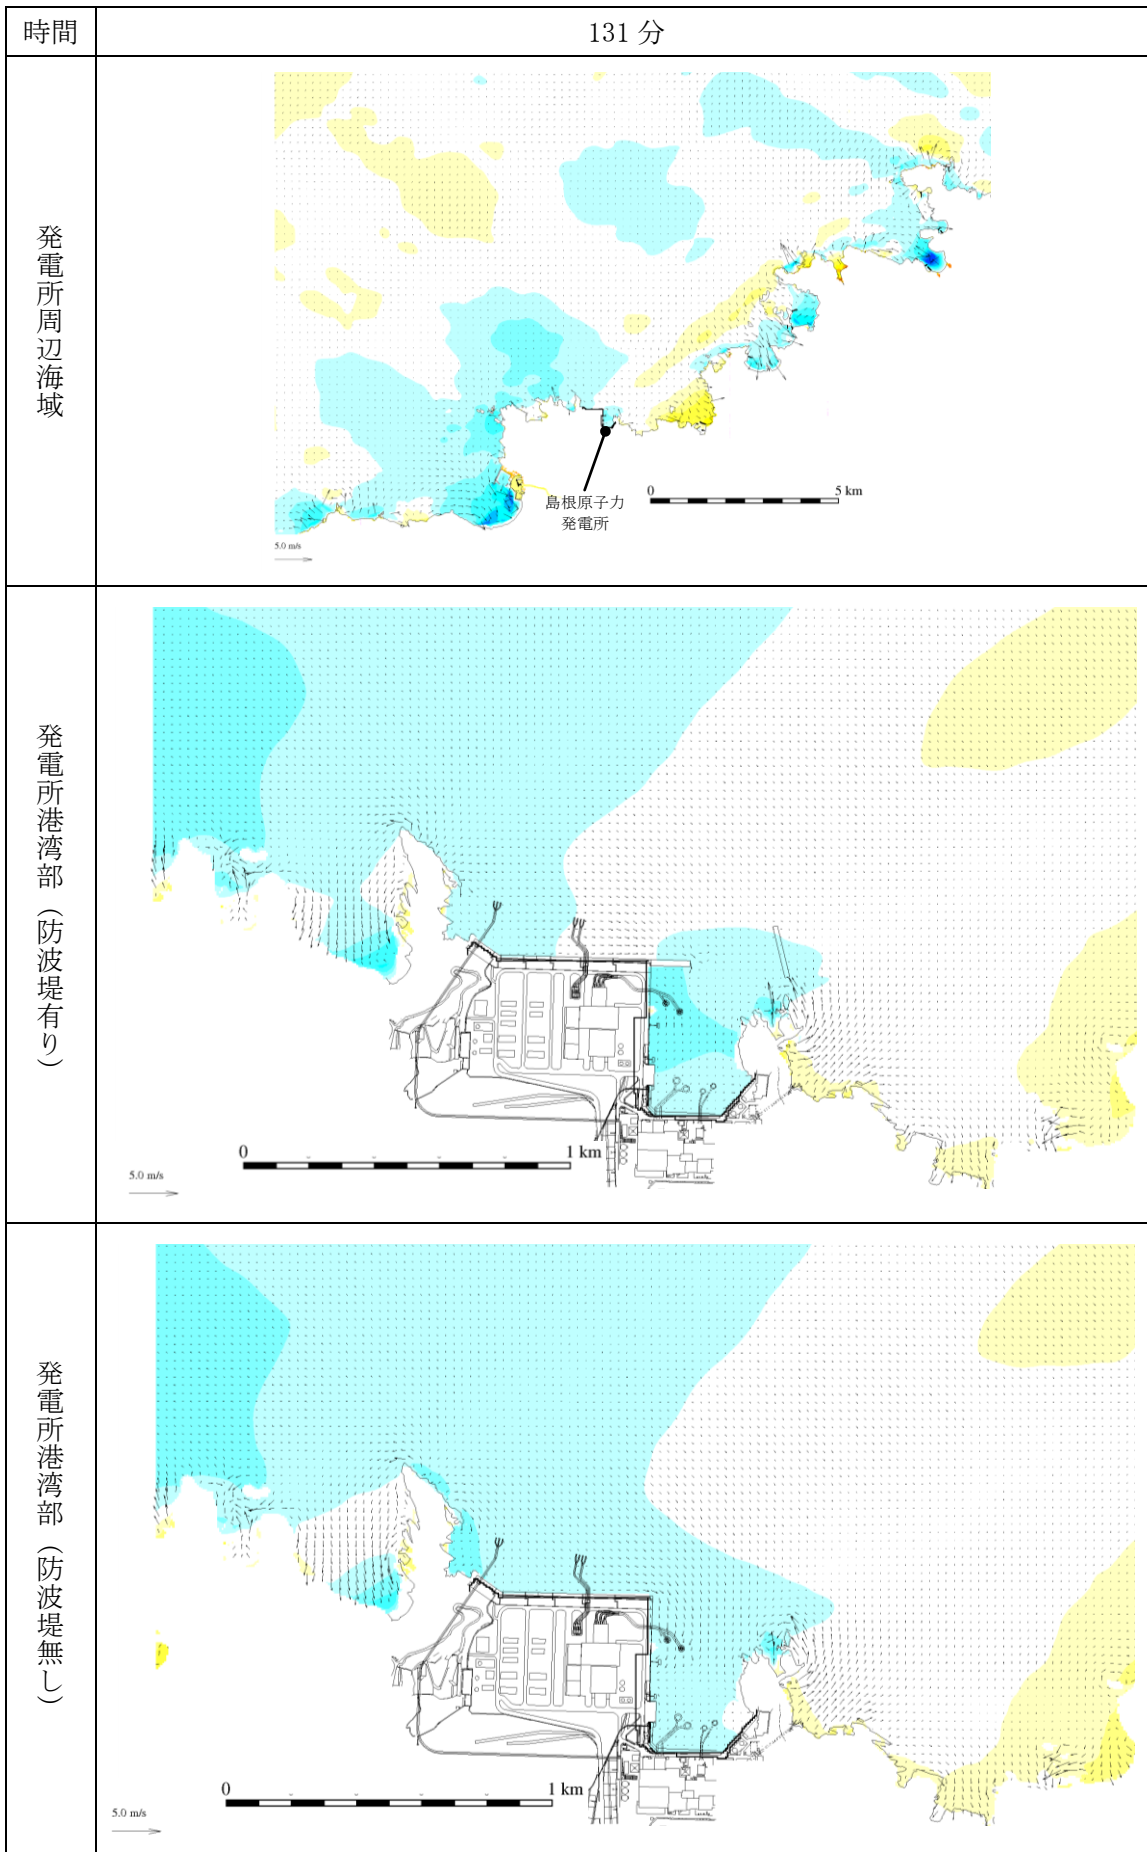 時間
131 分
発電所周辺海域
島根原子力
発電所
0 5 km
5.0 m/s
発電所港湾部（防波堤有り）
0 1 km
5.0 m/s
発電所港湾部（防波堤無し）
0 1 km
5.0 m/s